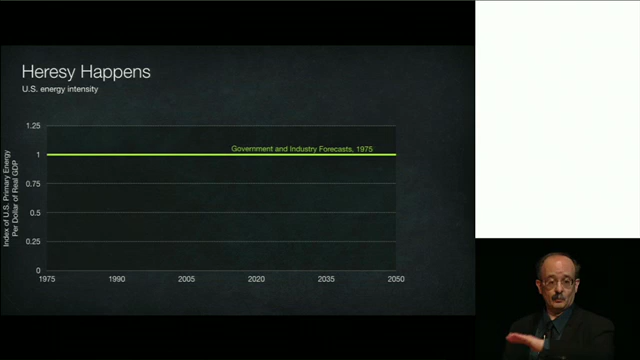 Heresy Happens
U.S. energy intensity
Index of U.S. Primary Energy
Per Dollar of Real GDP
1.25
1
0.75
0.5
0.25
0
Government and Industry Forecasts, 1975
1975
1990
2005
2020
2035
2050